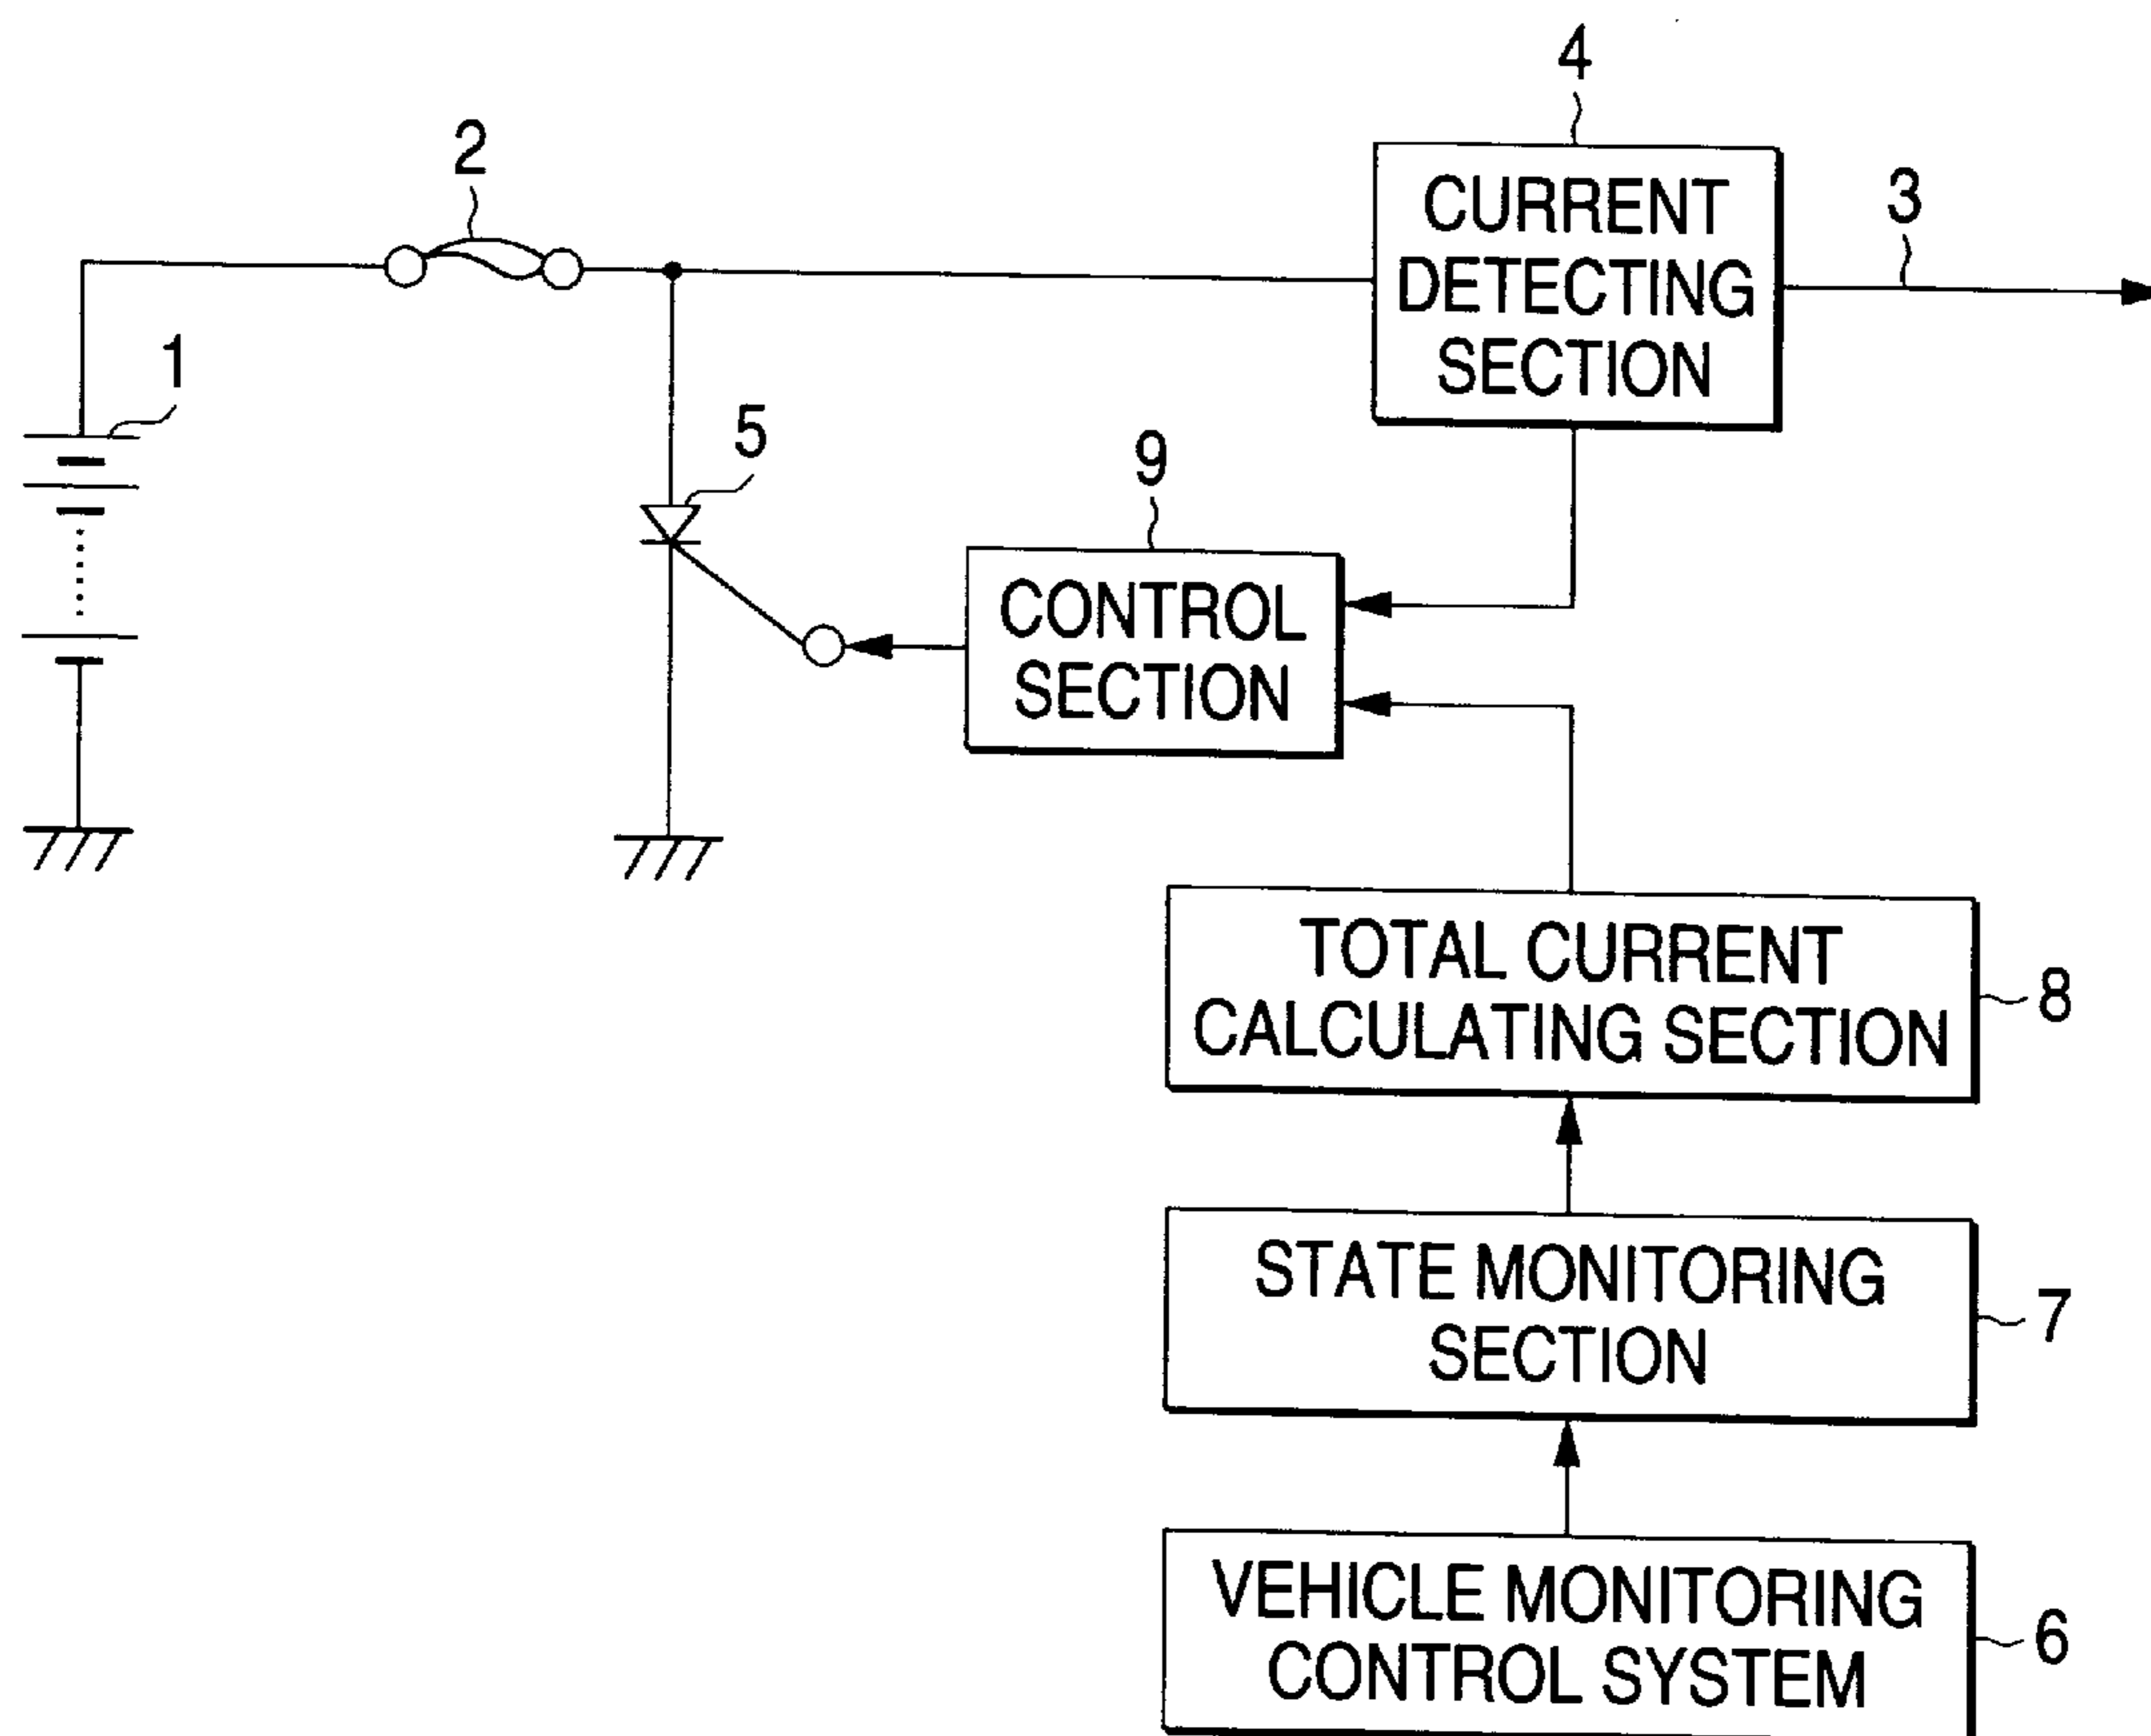 4
2
3
CURRENT
DETECTING
SECTION
1
5
9
CONTROL
SECTION
TOTAL CURRENT
CALCULATING SECTION
8
STATE MONITORING
SECTION
7
VEHICLE MONITORING
CONTROL SYSTEM
6